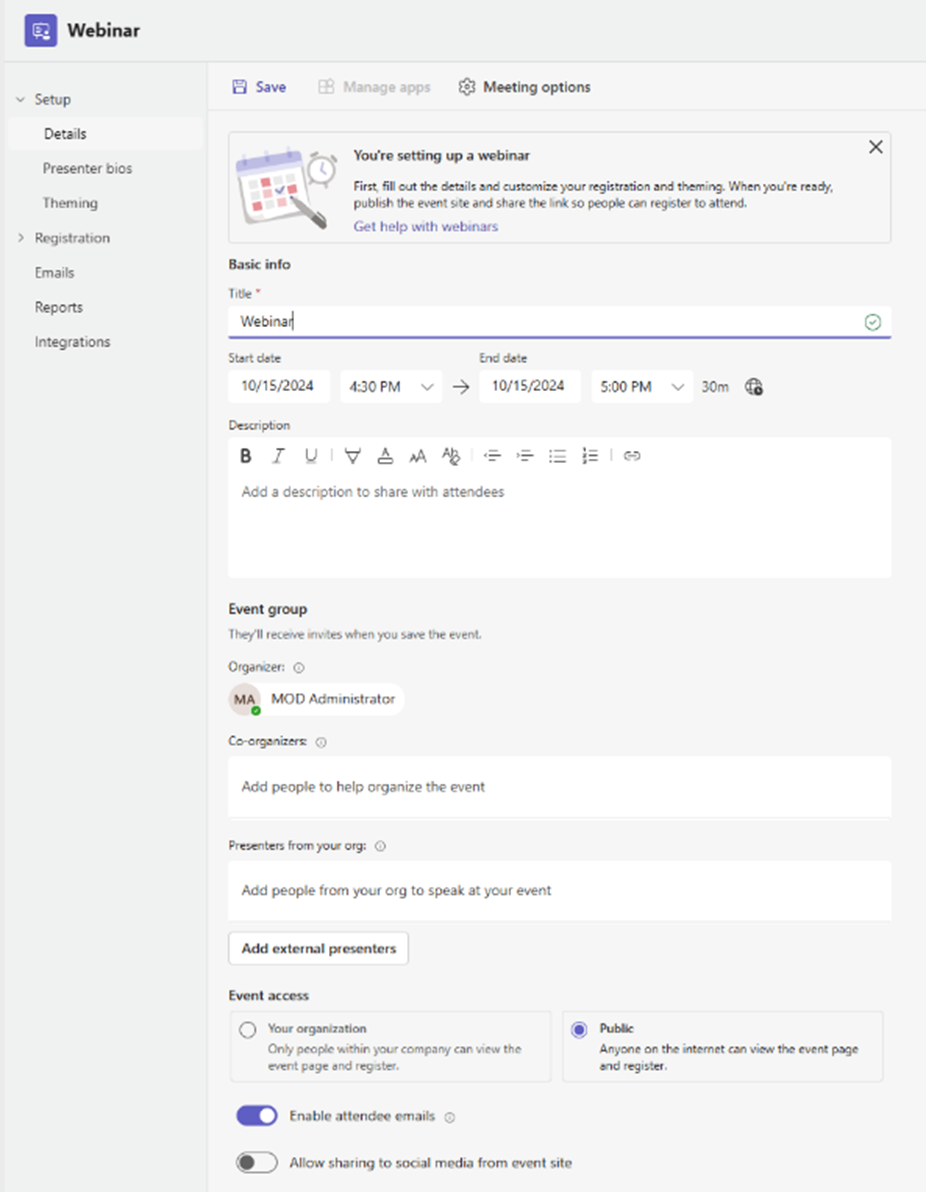 Webinar
Setup
Details
Presenter bios
Theming
Registration
Emails
Reports
Integrations
Save
Manage apps
Meeting options
You're setting up a webinar
First, fill out the details and customize your registration and theming. When you're ready,
publish the event site and share the link so people can register to attend.
Get help with webinars
Basic info
Title *
Webinar
Start date
End date
10/15/2024 4:30 PM 10/15/2024 5:00 PM 30m
Description
B I U
Add a description to share with attendees
Event group
They'll receive invites when you save the event.
Organizer:
MA MOD Administrator
Co-organizers:
Add people to help organize the event
Presenters from your org:
Add people from your org to speak at your event
Add external presenters
Event access
Your organization
Only people within your company can view the
event page and register.
Public
Anyone on the internet can view the event page
and register.
Enable attendee emails
Allow sharing to social media from event site